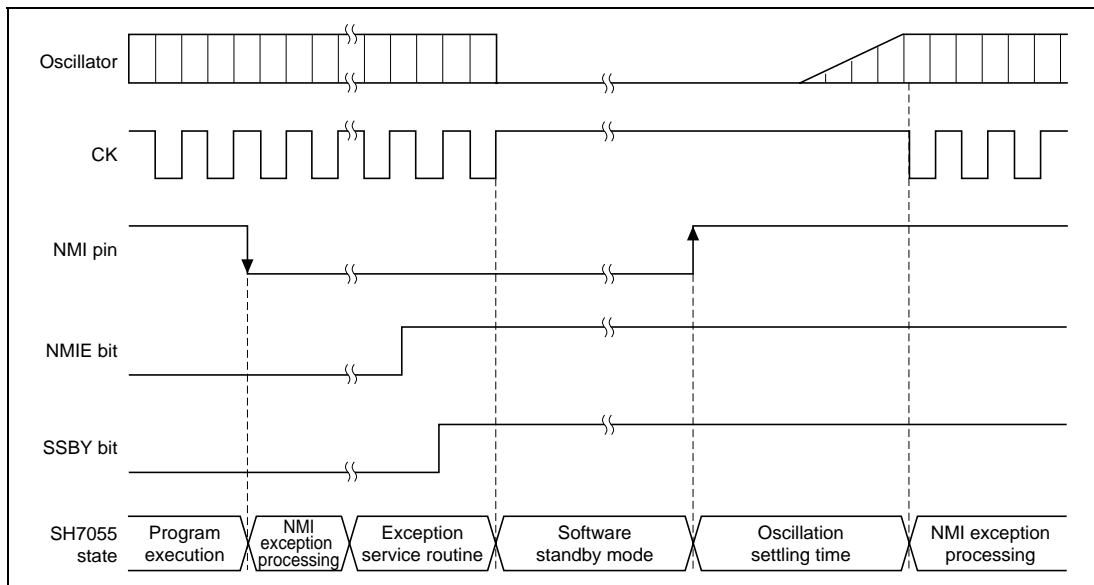 Oscillator
CK
NMI pin
NMIE bit
SSBY bit
SH7055
state
Program
execution
NMI
exception
processing
Exception
service routine
Software
standby mode
Oscillation
settling time
NMI exception
processing